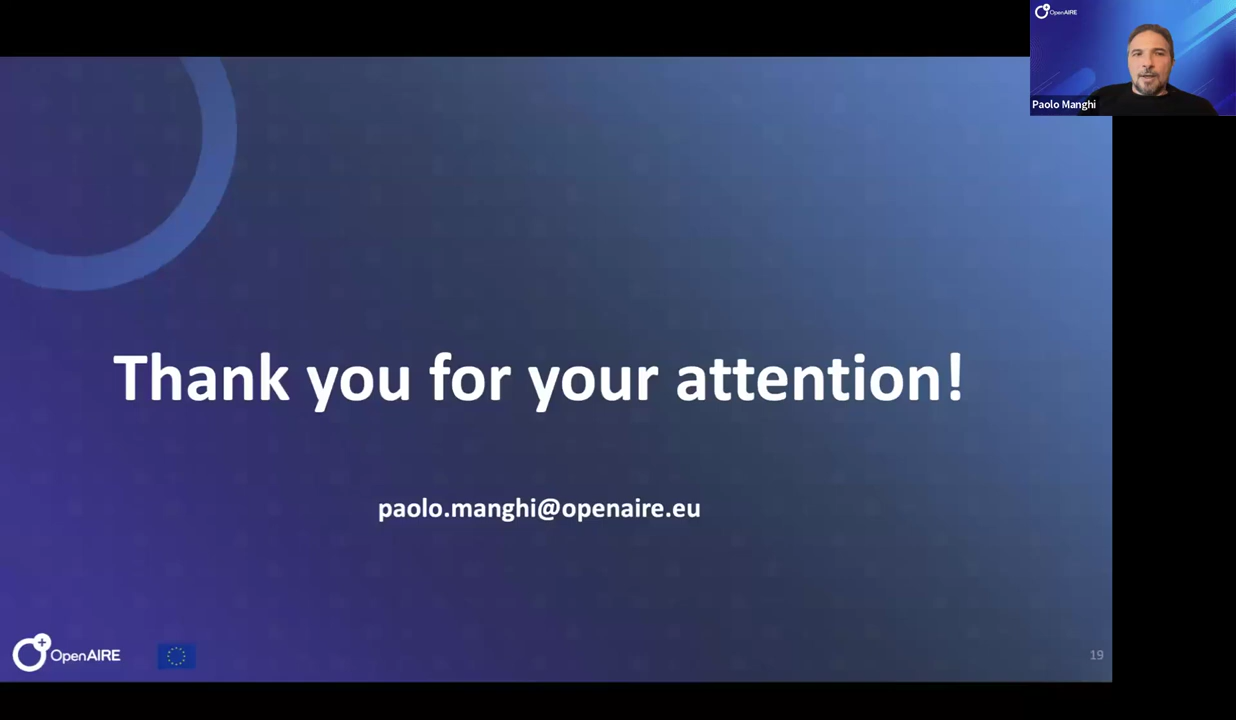 OpenAIRE
Paolo Manghi
Thank you for your attention!
paolo.manghi@openaire.eu
OpenAIRE
19